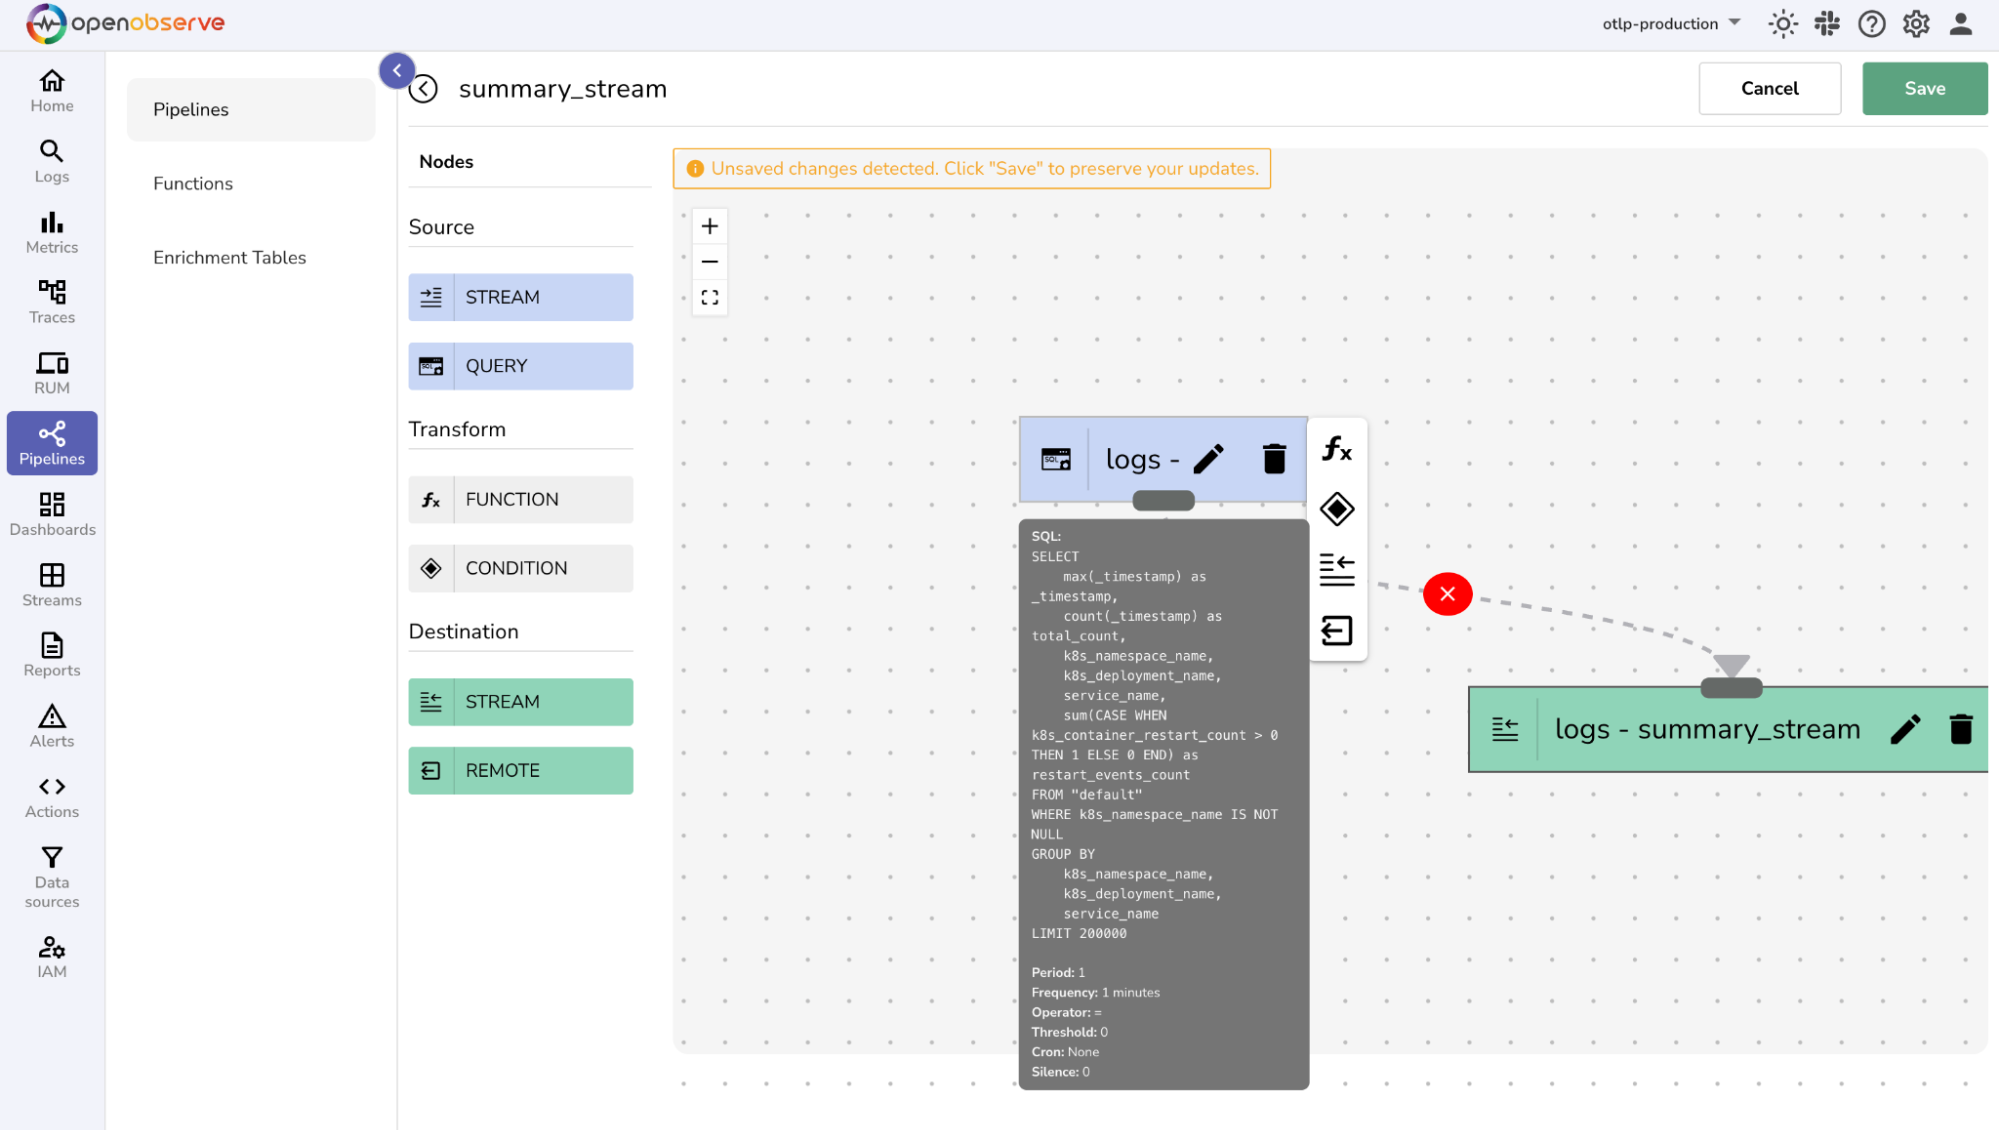 openobserve
otlp-production
Home
Logs
Metrics
Traces
RUM
Pipelines
Dashboards
Streams
Reports
Alerts
Actions
Data
sources
IAM
Pipelines
Functions
Enrichment Tables
summary_stream
Cancel
Save
Nodes
Source
STREAM
QUERY
Transform
FUNCTION
CONDITION
Destination
STREAM
REMOTE
Unsaved changes detected. Click "Save" to preserve your updates.
logs -
SQL:
SELECT
max(_timestamp) as
_timestamp,
count(_timestamp) as
total_count,
k8s_namespace_name,
k8s_deployment_name,
service_name,
sum(CASE WHEN
k8s_container_restart_count > 0
THEN 1 ELSE 0 END) as
restart_events_count
FROM "default"
WHERE k8s_namespace_name IS NOT
NULL
GROUP BY
k8s_namespace_name,
k8s_deployment_name,
service_name
LIMIT 200000
Period: 1
Frequency: 1 minutes
Operator: =
Threshold: 0
Cron: None
Silence: 0
logs - summary_stream